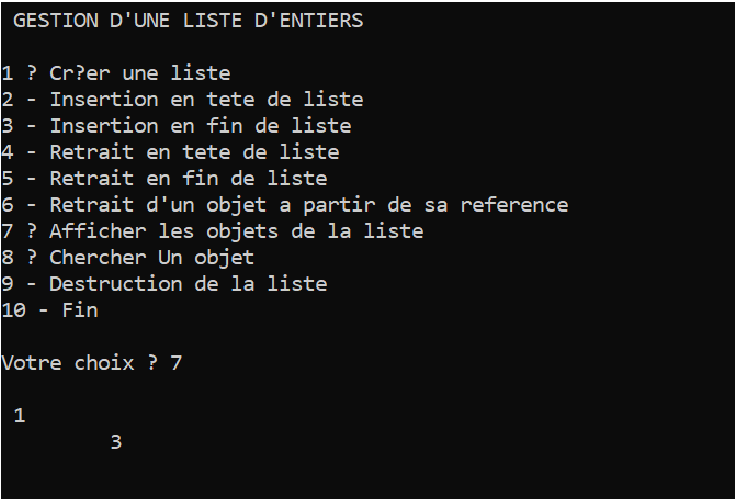 GESTION D'UNE LISTE D'ENTIERS
1 ? Cr?er une liste
2 - Insertion en tete de liste
3 - Insertion en fin de liste
4 - Retrait en tete de liste
5 - Retrait en fin de liste
6 - Retrait d'un objet a partir de sa reference
7 ? Afficher les objets de la liste
8 ? Chercher Un objet
9 - Destruction de la liste
10 - Fin
Votre choix ? 7
1
3